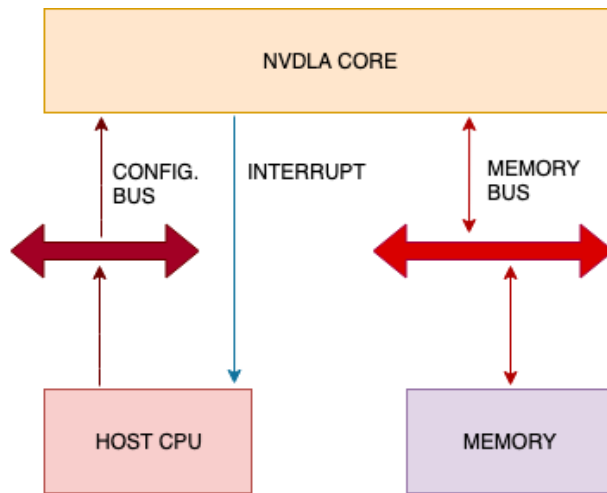 NVDLA CORE
CONFIG.
BUS
INTERRUPT
MEMORY
BUS
HOST CPU
MEMORY